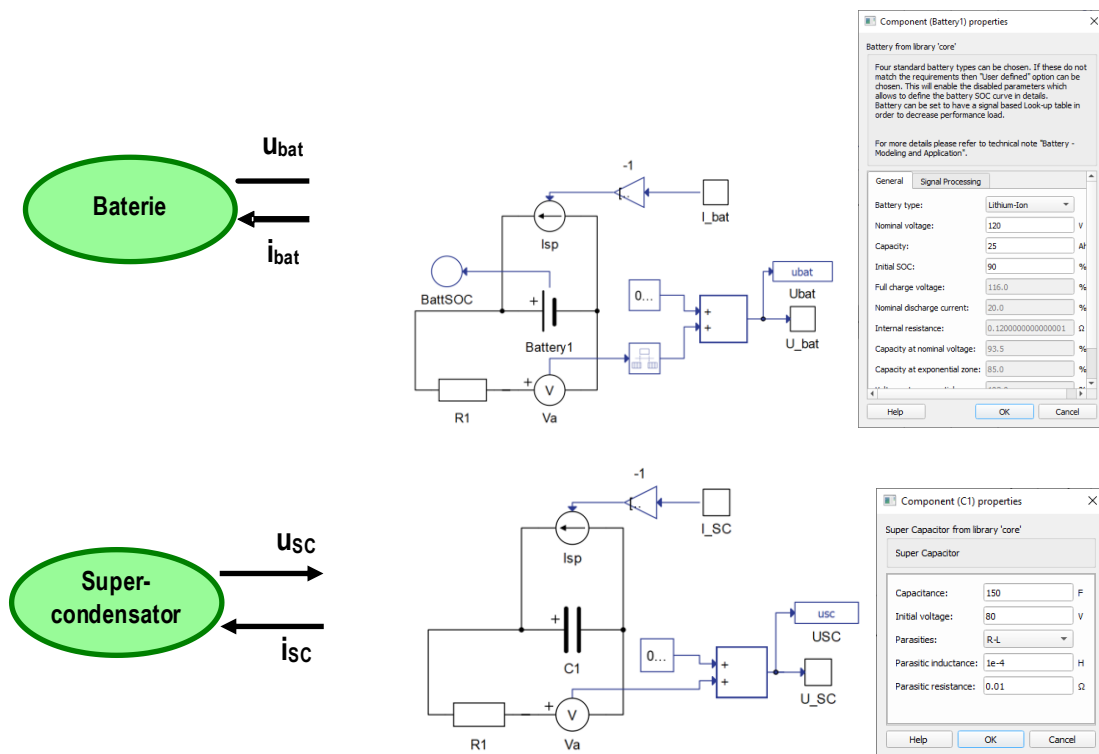 Component (Battery1) properties
Battery from library 'core'
Four standard battery types can be chosen. If these do not
match the requirements then "User defined" option can be
chosen. This will enable the disabled parameters which
allows to define the battery SOC curve in details.
Battery can be set to have a signal based Look-up table in
order to decrease performance load.
For more details please refer to technical note "Battery -
Modeling and Application".
General Signal Processing
Battery type: Lithium-Ion
Nominal voltage: 120 V
Capacity: 25 Ah
Initial SOC: 90 %
Full charge voltage: 116.0 %
Nominal discharge current: 20.0 %
Internal resistance: 0.1200000000000001 Ω
Capacity at nominal voltage: 93.5 %
Capacity at exponential zone: 85.0 %
Help OK Cancel
ubat
Baterie
ibat
-1
I_bat
Isp
BattSOC
Battery1
0...
ubat
Ubat
U_bat
+
+
+
+
-
V
R1
Va
uSC
Super-
condensator
iSC
-1
I_SC
Isp
+
C1
0...
usc
USC
U_SC
+
+
+
-
V
R1
Va
Component (C1) properties
Super Capacitor from library 'core'
Super Capacitor
Capacitance: 150 F
Initial voltage: 80 V
Parasites: R-L
Parasitic inductance: 1e-4 H
Parasitic resistance: 0.01 Ω
Help OK Cancel